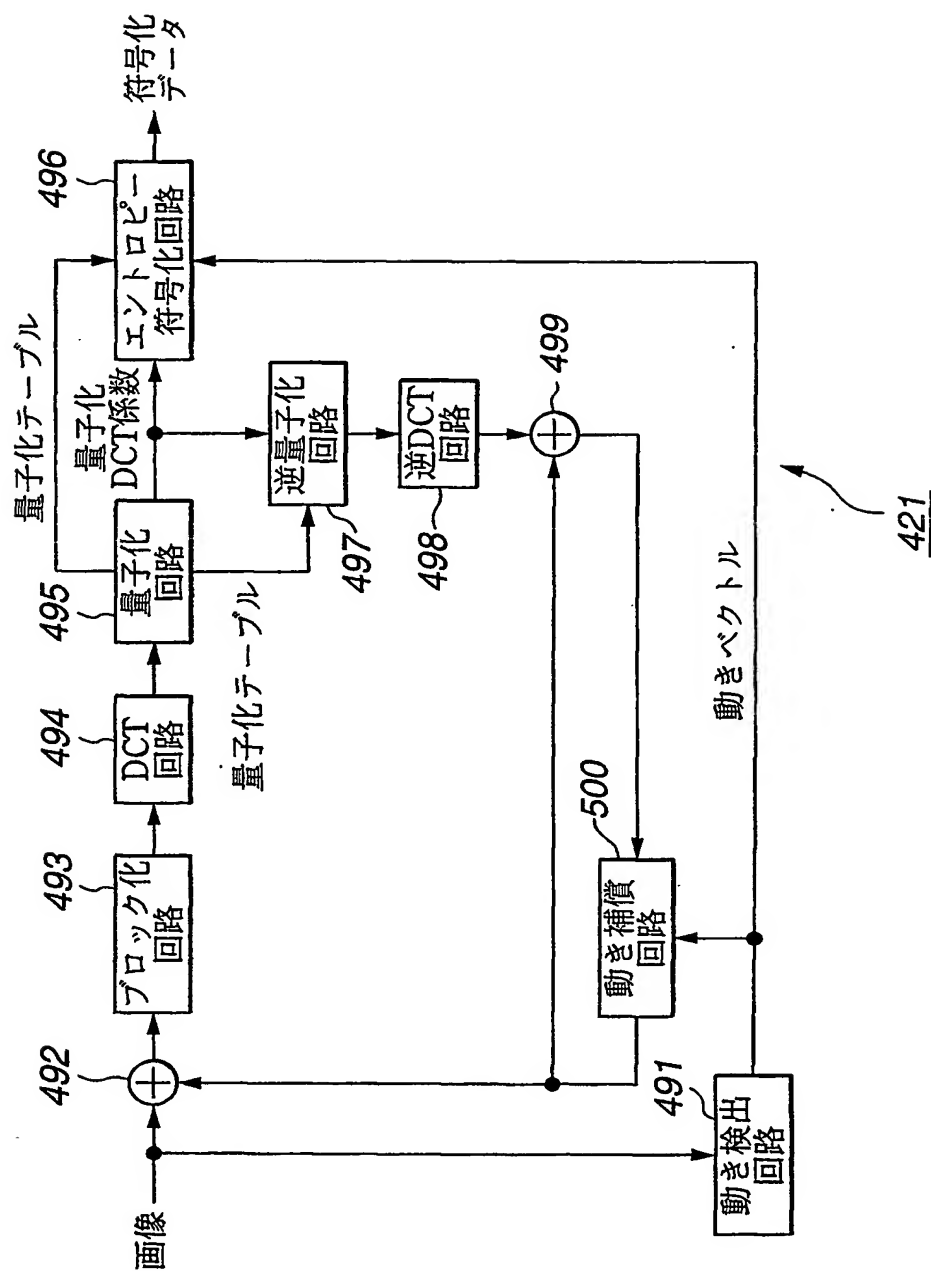 画像
492
493
ブロック化
回路
494
DCT
回路
495
量子化
回路
量子化テーブル
量子化
DCT係数
496
エントロピー
符号化回路
符号化
データ
量子化テーブル
逆量子化
回路
497
逆DCT
回路
498
499
500
動き補償
回路
491
動き検出
回路
動きベクトル
421